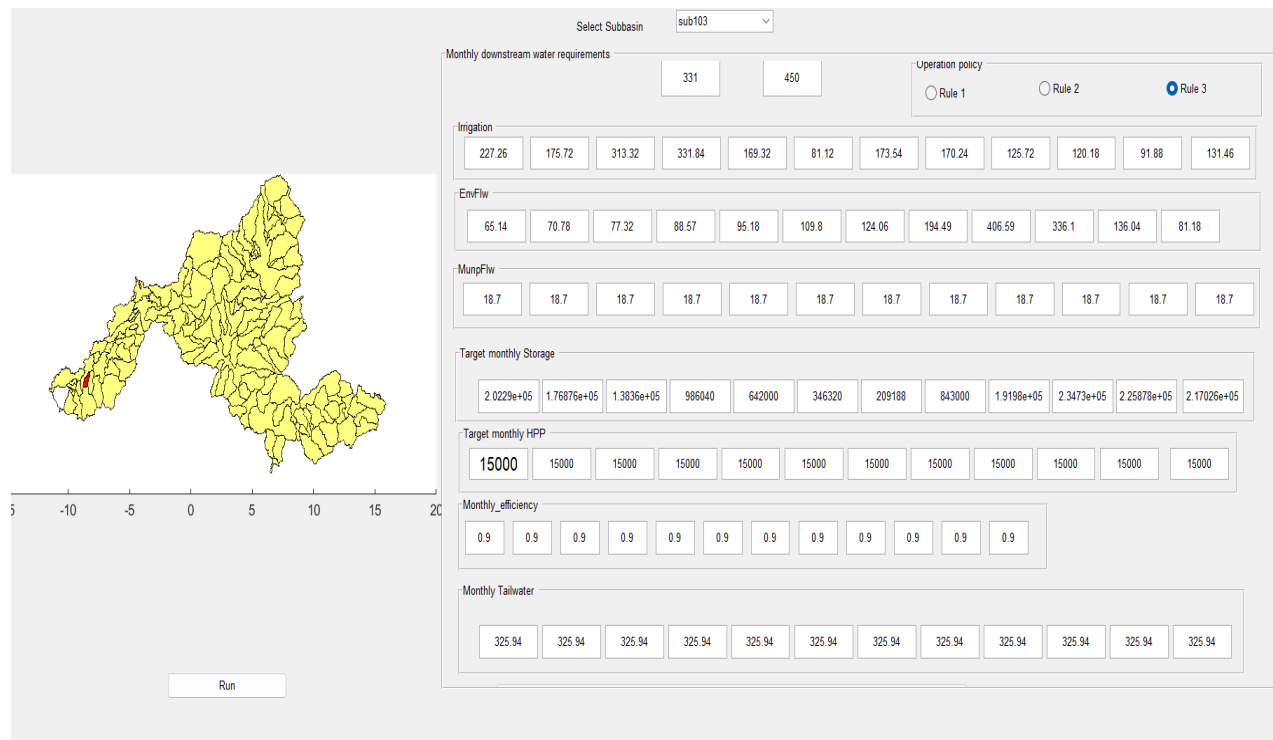 Select Subbasin sub103
Monthly downstream water requirements
331 450
Operation policy
Rule 1 Rule 2 Rule 3
Irrigation
227.26 175.72 313.32 331.84 169.32 81.12 173.54 170.24 125.72 120.18 91.88 131.46
EnvFlw
65.14 70.78 77.32 88.57 95.18 109.8 124.06 194.49 406.59 336.1 136.04 81.18
MunpFlw
18.7 18.7 18.7 18.7 18.7 18.7 18.7 18.7 18.7 18.7 18.7 18.7
Target monthly Storage
2.0229e+05 1.76876e+05 1.3836e+05 986040 642000 346320 209188 843000 1.9198e+05 2.3473e+05 2.25878e+05 2.17026e+05
Target monthly HPP
15000 15000 15000 15000 15000 15000 15000 15000 15000 15000 15000 15000
Monthly_efficiency
0.9 0.9 0.9 0.9 0.9 0.9 0.9 0.9 0.9 0.9 0.9 0.9
Monthly Tailwater
325.94 325.94 325.94 325.94 325.94 325.94 325.94 325.94 325.94 325.94 325.94 325.94
-10 -5 0 5 10 15 20
Run